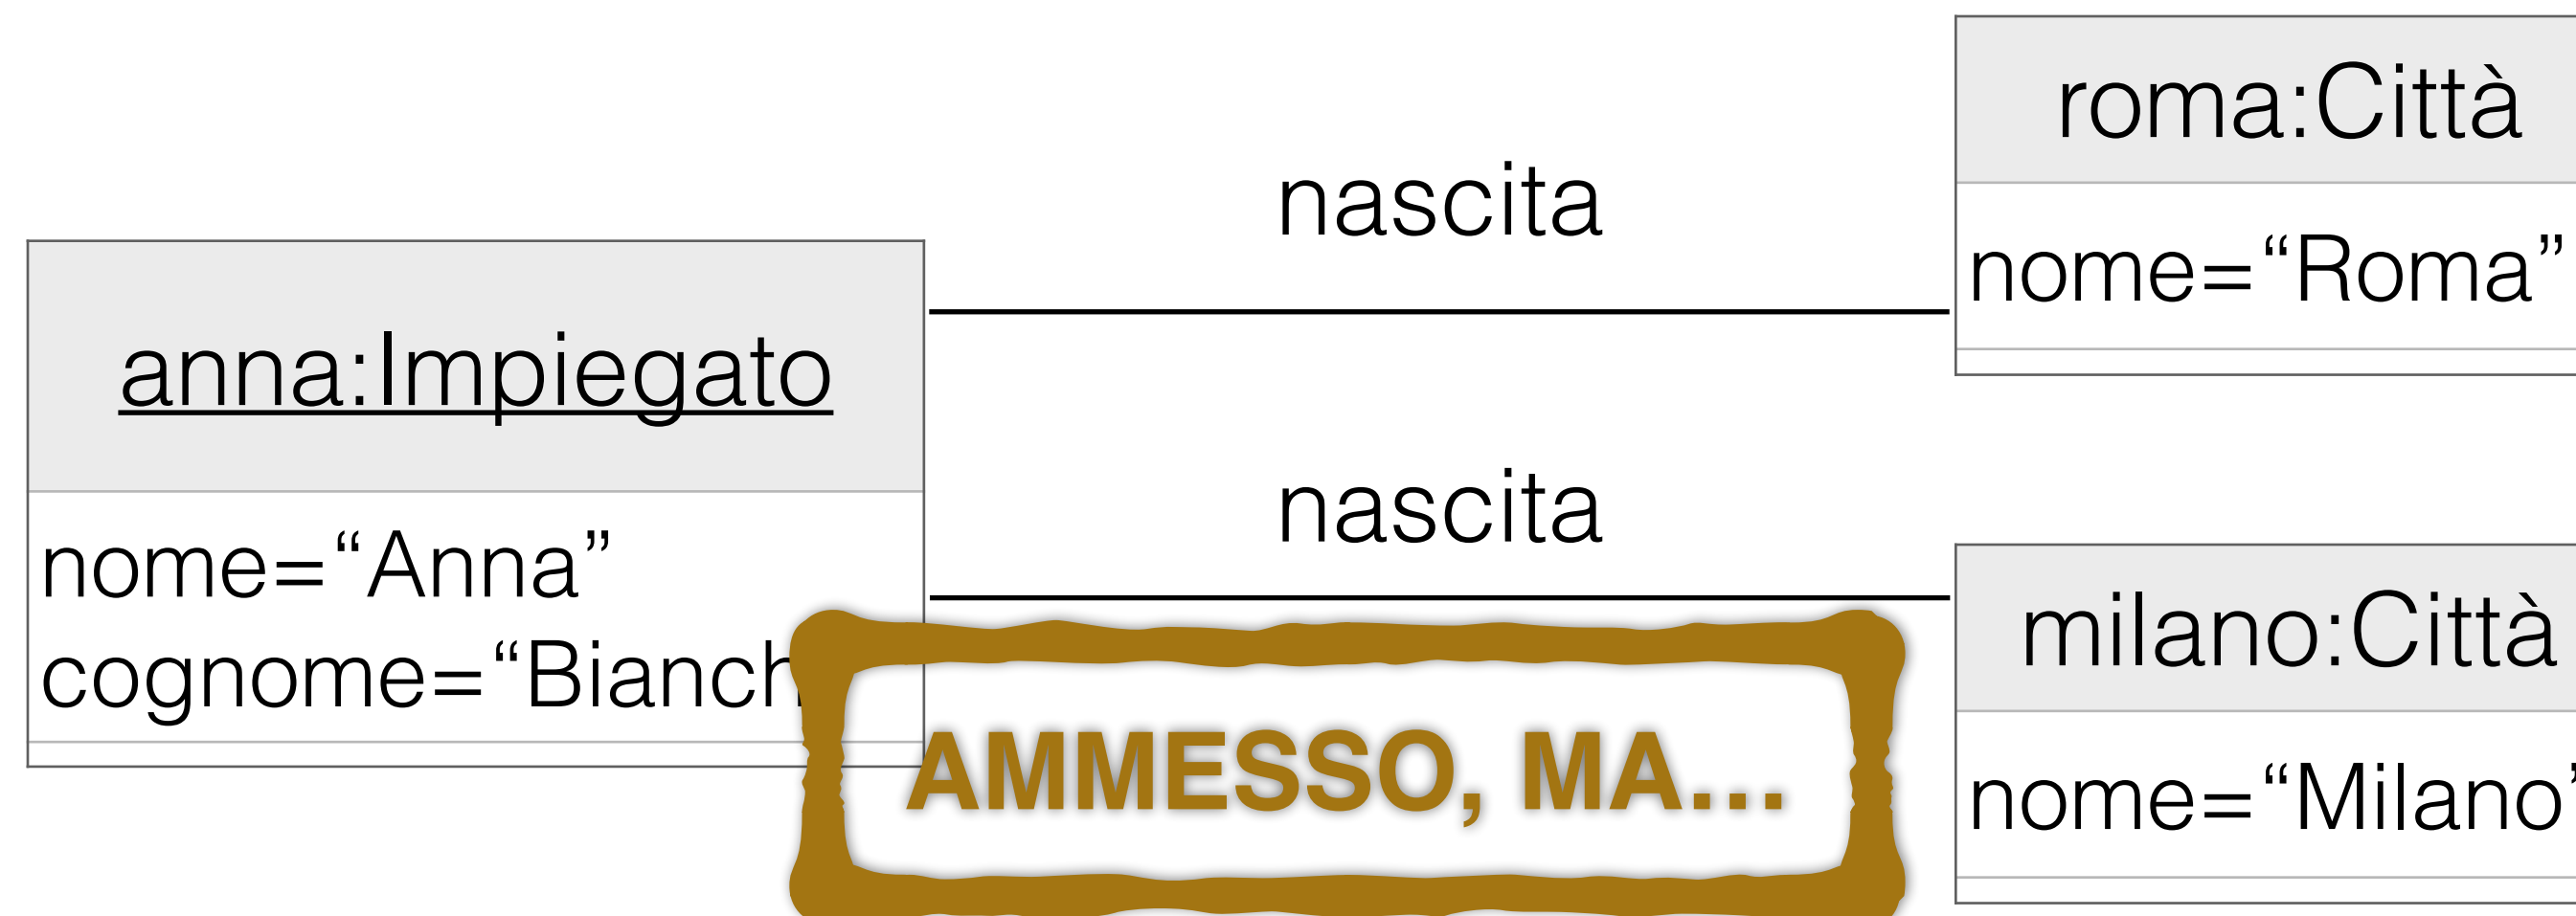 roma:Città
nascita
nome=“Roma”
anna:Impiegato
nascita
nome=“Anna”
milano:Città
cognome=“Bianch
AMMESSO, MA...
nome=“Milano”